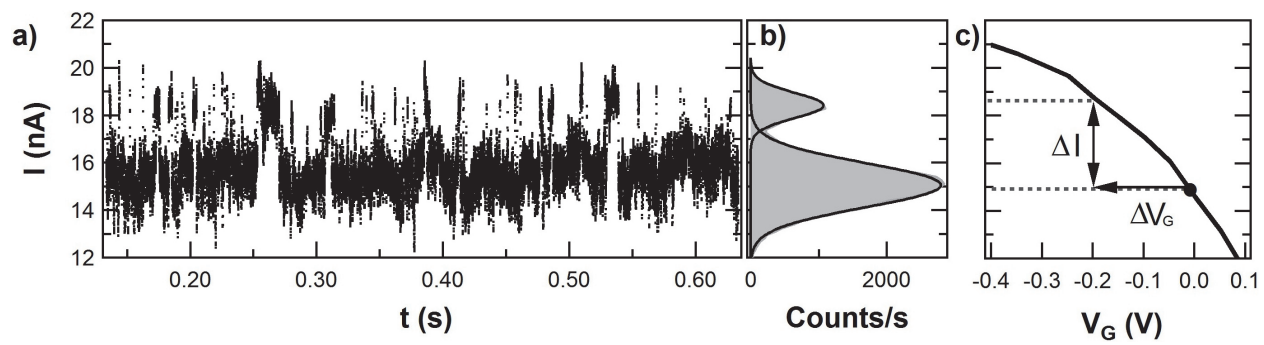 a)
I (nA)
22
20
18
16
14
12
0.20 0.30 0.40 0.50 0.60
t (s)
b)
0 2000
Counts/s
c)
ΔI
ΔVG
-0.4 -0.3 -0.2 -0.1 0.0 0.1
VG (V)